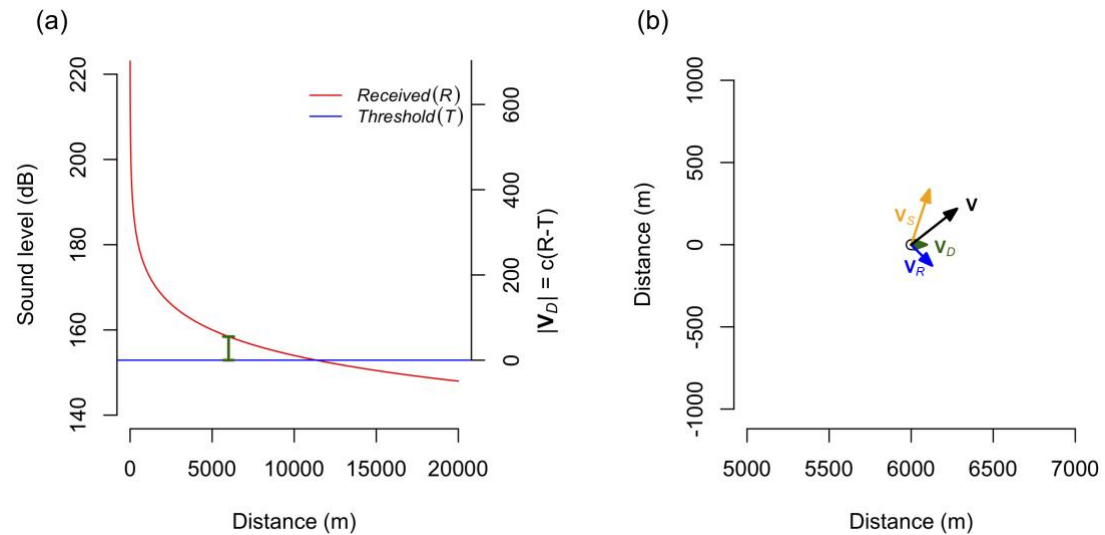 (a)
220
200
180
160
140
Sound level (dB)
Received(R)
Threshold(T)
600
400
200
0
|V_D| = c(R-T)
0
5000
10000
15000
20000
Distance (m)
(b)
1000
500
0
-500
-1000
Distance (m)
V_S
V
V_D
V_R
5000
5500
6000
6500
7000
Distance (m)